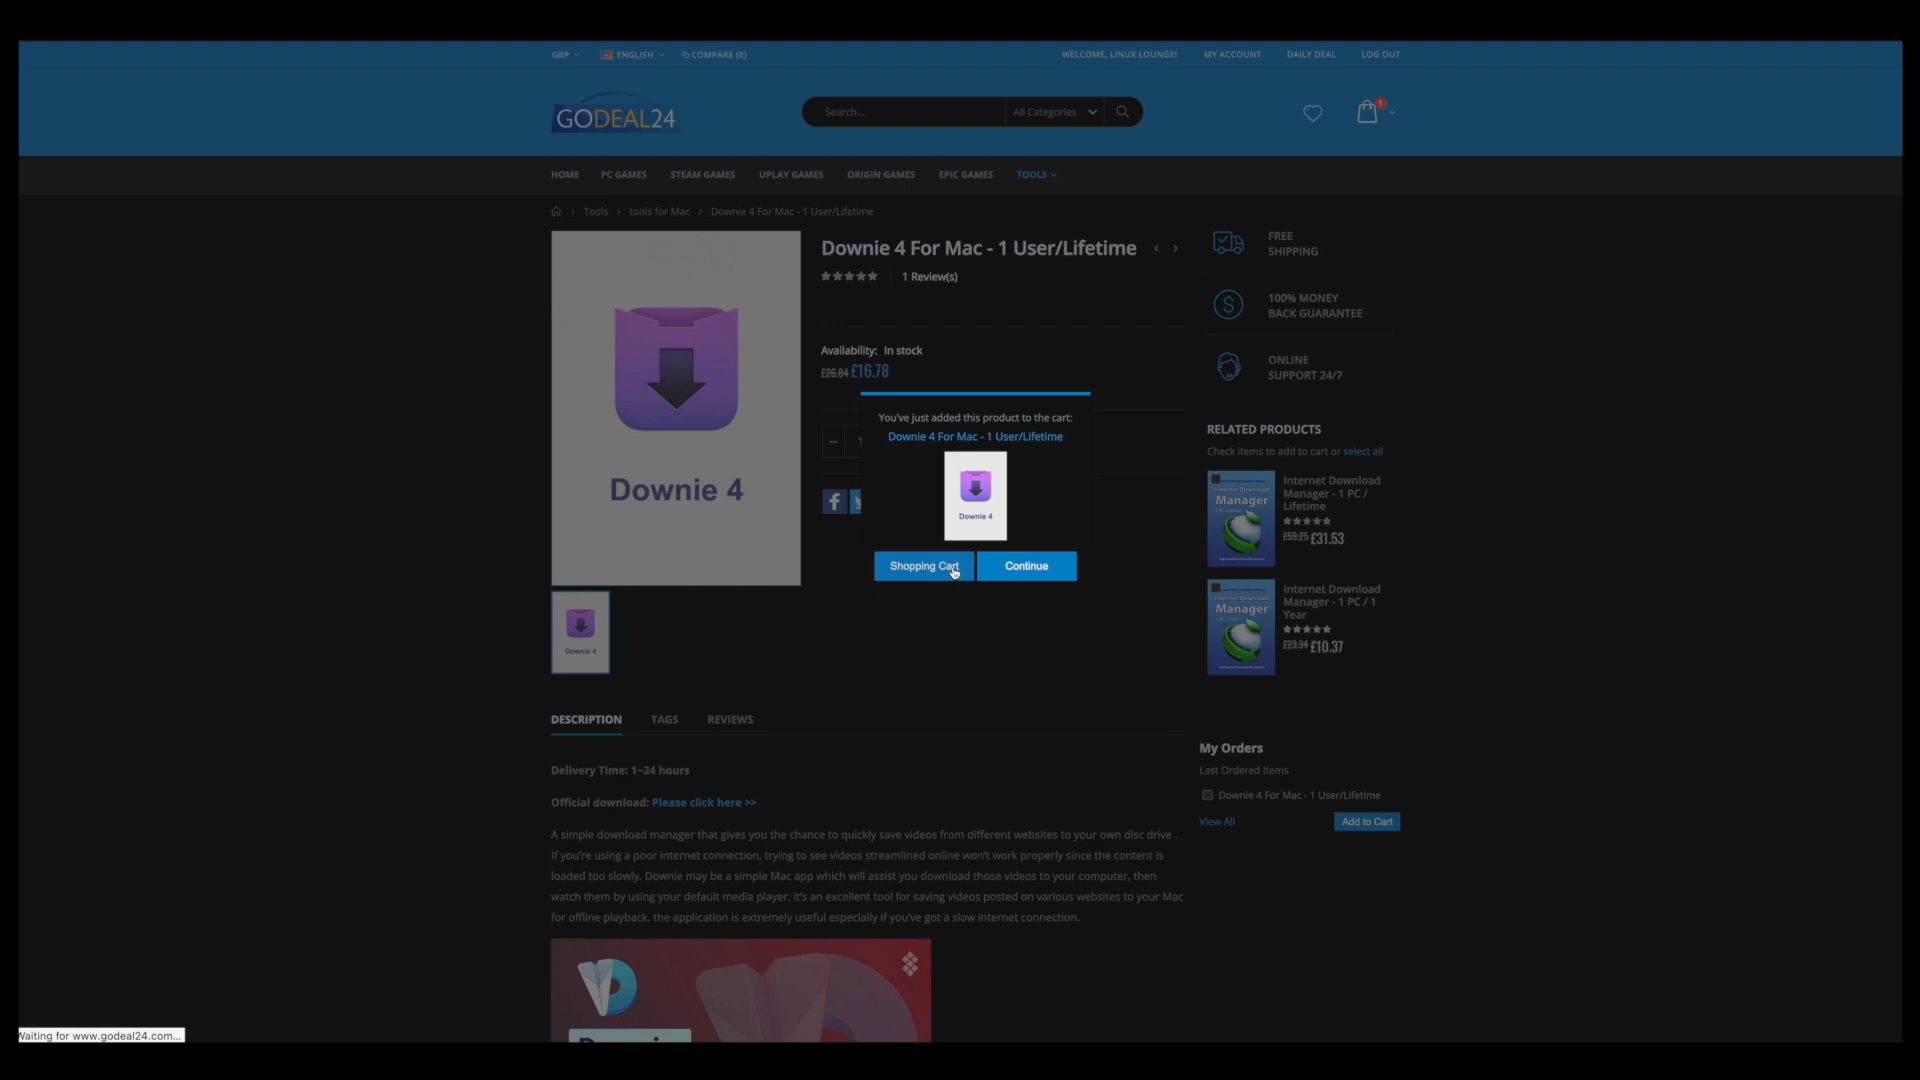 GBP
ENGLISH
COMPARE (0)
WELCOME, LINUX LOUNGE!
MY ACCOUNT
DAILY DEAL
LOG OUT
GODEAL24
Search...
All Categories
1
HOME
PC GAMES
STEAM GAMES
UPLAY GAMES
ORIGIN GAMES
EPIC GAMES
TOOLS
Tools > tools for Mac > Downie 4 For Mac - 1 User/Lifetime
Downie 4
Downie 4
Downie 4 For Mac - 1 User/Lifetime
1 Review(s)
Availability: In stock
£26.84 £16.78
You've just added this product to the cart:
Downie 4 For Mac - 1 User/Lifetime
Downie 4
Shopping Cart
Continue
FREE
SHIPPING
100% MONEY
BACK GUARANTEE
ONLINE
SUPPORT 24/7
RELATED PRODUCTS
Check items to add to cart or select all
Internet Download
Manager
Internet Download
Manager - 1 PC /
Lifetime
£59.25 £31.53
Internet Download
Manager
Internet Download
Manager - 1 PC / 1
Year
£23.34 £10.37
DESCRIPTION
TAGS
REVIEWS
Delivery Time: 1~24 hours
Official download: Please click here >>
A simple download manager that gives you the chance to quickly save videos from different websites to your own disc drive .
If you're using a poor internet connection, trying to see videos streamlined online won't work properly since the content is
loaded too slowly. Downie may be a simple Mac app which will assist you download those videos to your computer, then
watch them by using your default media player. it's an excellent tool for saving videos posted on various websites to your Mac
for offline playback. the application is extremely useful especially if you've got a slow internet connection.
My Orders
Last Ordered Items
Downie 4 For Mac - 1 User/Lifetime
View All
Add to Cart
Waiting for www.godeal24.com...